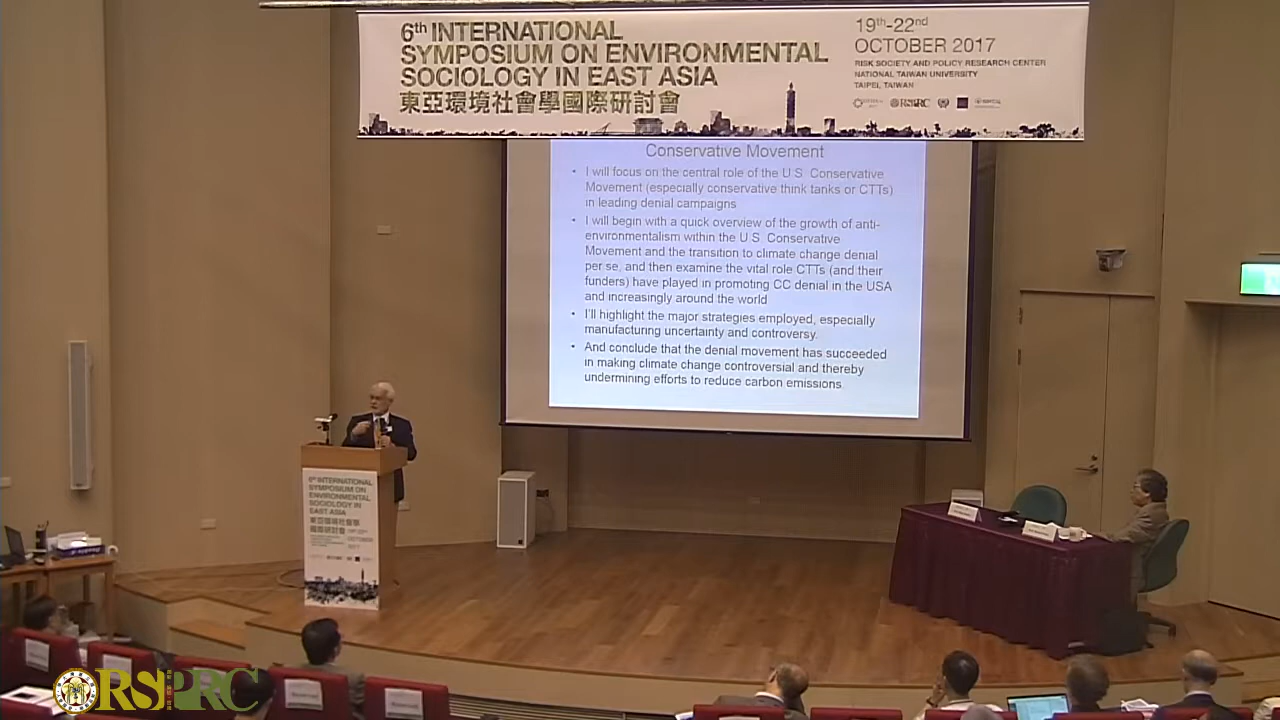 6th INTERNATIONAL
SYMPOSIUM ON ENVIRONMENTAL
SOCIOLOGY IN EAST ASIA
東亞環境社會學國際研討會
19th-22nd
OCTOBER 2017
RISK SOCIETY AND POLICY RESEARCH CENTER
NATIONAL TAIWAN UNIVERSITY
TAIPEI, TAIWAN
RSPRC
Conservative Movement
• I will focus on the central role of the U.S. Conservative
Movement (especially conservative think tanks or CTTs)
in leading denial campaigns
• I will begin with a quick overview of the growth of anti-
environmentalism within the U.S. Conservative
Movement and the transition to climate change denial
per se, and then examine the vital role CTTs (and their
funders) have played in promoting CC denial in the USA
and increasingly around the world
• I'll highlight the major strategies employed, especially
manufacturing uncertainty and controversy.
• And conclude that the denial movement has succeeded
in making climate change controversial and thereby
undermining efforts to reduce carbon emissions.
6th INTERNATIONAL
SYMPOSIUM ON
ENVIRONMENTAL
SOCIOLOGY IN
EAST ASIA
東亞環境社會學
國際研討會
19th-22nd
OCTOBER
2017
RSPRC